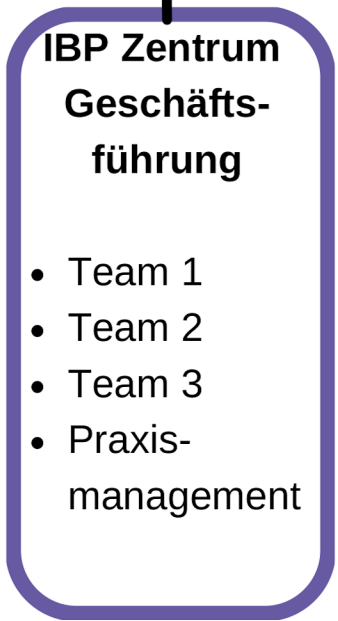 IBP Zentrum
Geschäfts-
führung
• Team 1
• Team 2
• Team 3
• Praxis-
management